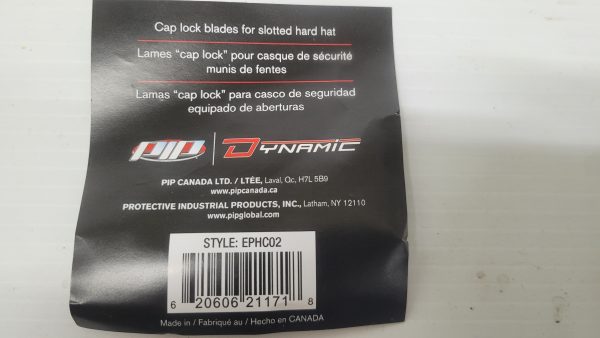 Cap lock blades for slotted hard hat
Lames "cap lock" pour casque de sécurité
munis de fentes
Lamas "cap lock" para casco de seguridad
equipado de aberturas
PIP DYNAMIC
PIP CANADA LTD. / LTÉE, Laval, Qc, H7L 5B9
www.pipcanada.ca
PROTECTIVE INDUSTRIAL PRODUCTS, INC., Latham, NY 12110
www.pipglobal.com
STYLE: EPHC02
6 20606 21171 8
Made in / Fabriqué au / Hecho en CANADA